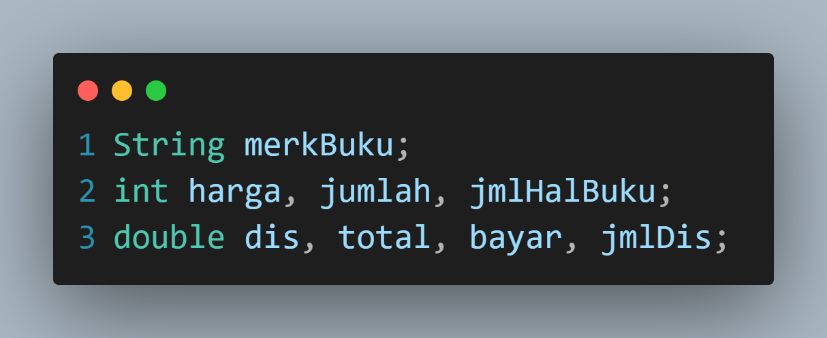 1 String merkBuku;
2 int harga, jumlah, jmlHalBuku;
3 double dis, total, bayar, jmlDis;